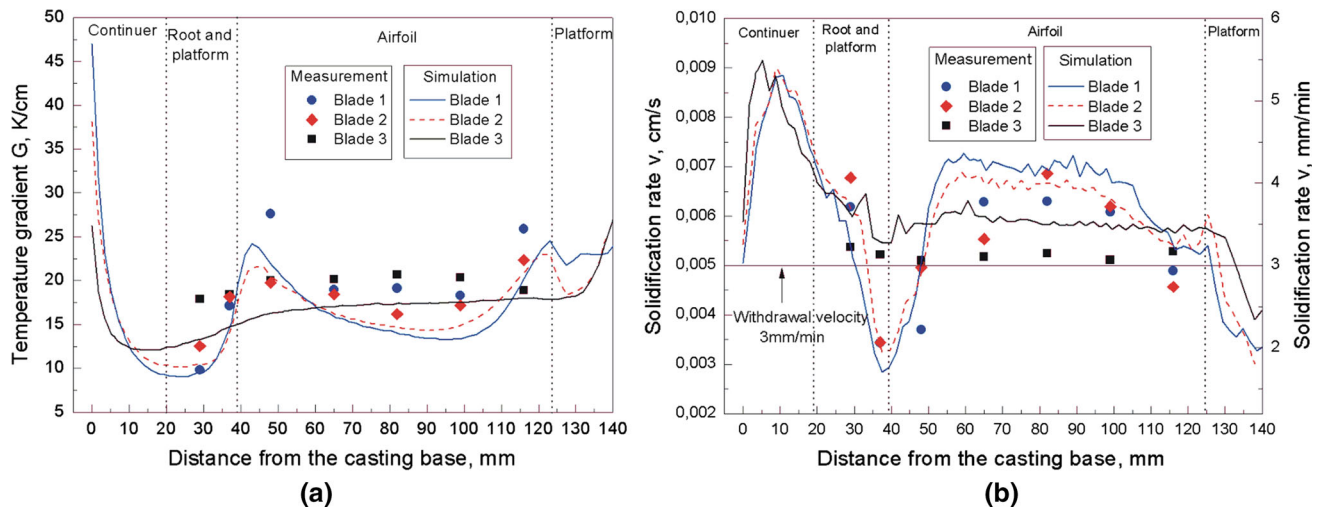 50
45
40
35
30
25
20
15
10
5
Temperature gradient G, K/cm
Continuer
Root and
platform
Airfoil
Platform
Measurement
Blade 1
Blade 2
Blade 3
Simulation
Blade 1
Blade 2
Blade 3
0 10 20 30 40 50 60 70 80 90 100 110 120 130 140
Distance from the casting base, mm
(a)
0,010
0,009
0,008
0,007
0,006
0,005
0,004
0,003
0,002
Solidification rate v, cm/s
Continuer
Root and
platform
Airfoil
Platform
Measurement
Blade 1
Blade 2
Blade 3
Simulation
Blade 1
Blade 2
Blade 3
Withdrawal velocity
3mm/min
6
5
4
3
2
Solidification rate v, mm/min
0 10 20 30 40 50 60 70 80 90 100 110 120 130 140
Distance from the casting base, mm
(b)